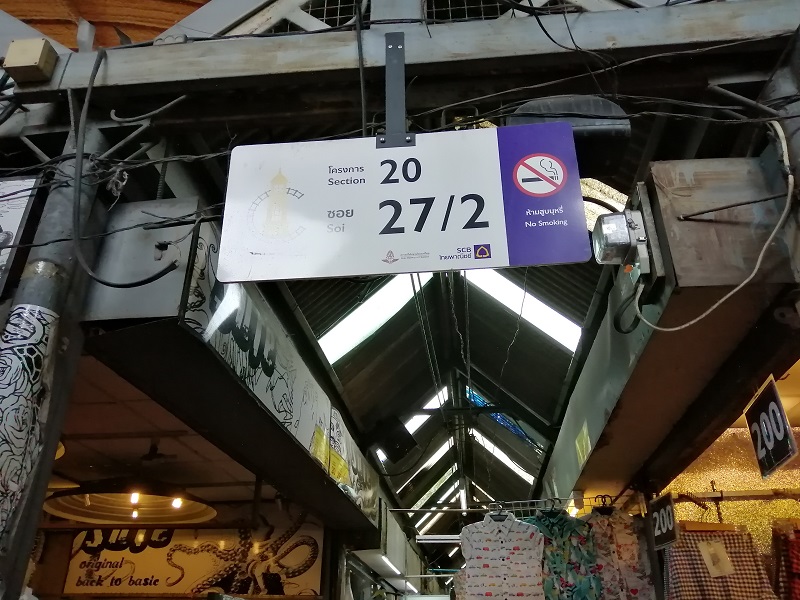 โครงการ
Section 20
ซอย
Soi 27/2
ห้ามสูบบุหรี่
No Smoking
SCB
ไทยพาณิชย์
200
200
original
back to basic